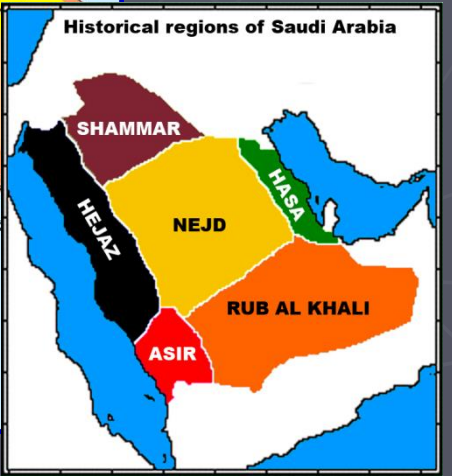 Historical regions of Saudi Arabia
SHAMMAR
HEJAZ
NEJD
HASA
RUB AL KHALI
ASIR